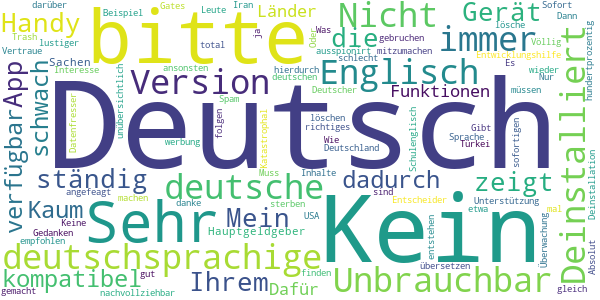 darüber Beispiel Gates Leute Iran Sofort Dann
Trash lustiger Vertraue Sachen Interesse
Handy bitte Nicht Gerät Länder die immer
Was Oder ja gebruchen mitzumachen Es
total ausspioniert schlecht lösche Völlig
ansonsten hierdurch deutschen Entwicklungshilfe
App Version Englisch Funktionen
schwach verfügbar unübersichtlich Datenfresser
Spam Deutscher wieder Nur müssen hundertprozentig
werbung folgen Katastrophal
Deutsch
löschen richtiges Wie Deutschland
Schulenglisch Gibt Sprache Türkei sofortigen
Deinstalliert Deinstallation
ständig deutsche dadurch zeigt
Kaum Sehr Mein Kein
angefeagt Keine Gedanken empfohlen
machen danke Muss sterben Inhalte sind USA
Entscheider Unterstützung etwa mal
Hauptgeldgeber entstehen Überwachung Absolut
deutschsprachige finden übersetzen
kompatibel Ihrem Dafür Unbrauchbar
gemacht gut nachvollziehbar gleich